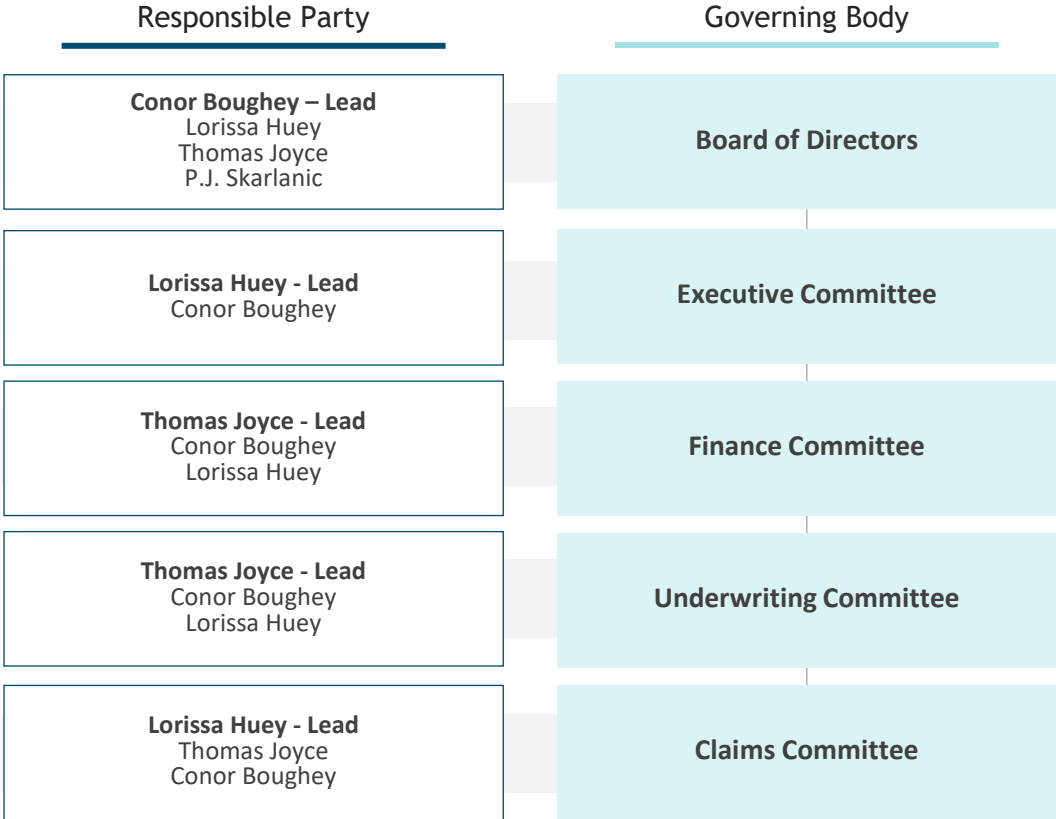 Responsible Party
Governing Body
Conor Boughey – Lead
Lorissa Huey
Thomas Joyce
P.J. Skarlanic
Board of Directors
Lorissa Huey - Lead
Conor Boughey
Executive Committee
Thomas Joyce - Lead
Conor Boughey
Lorissa Huey
Finance Committee
Thomas Joyce - Lead
Conor Boughey
Lorissa Huey
Underwriting Committee
Lorissa Huey - Lead
Thomas Joyce
Conor Boughey
Claims Committee